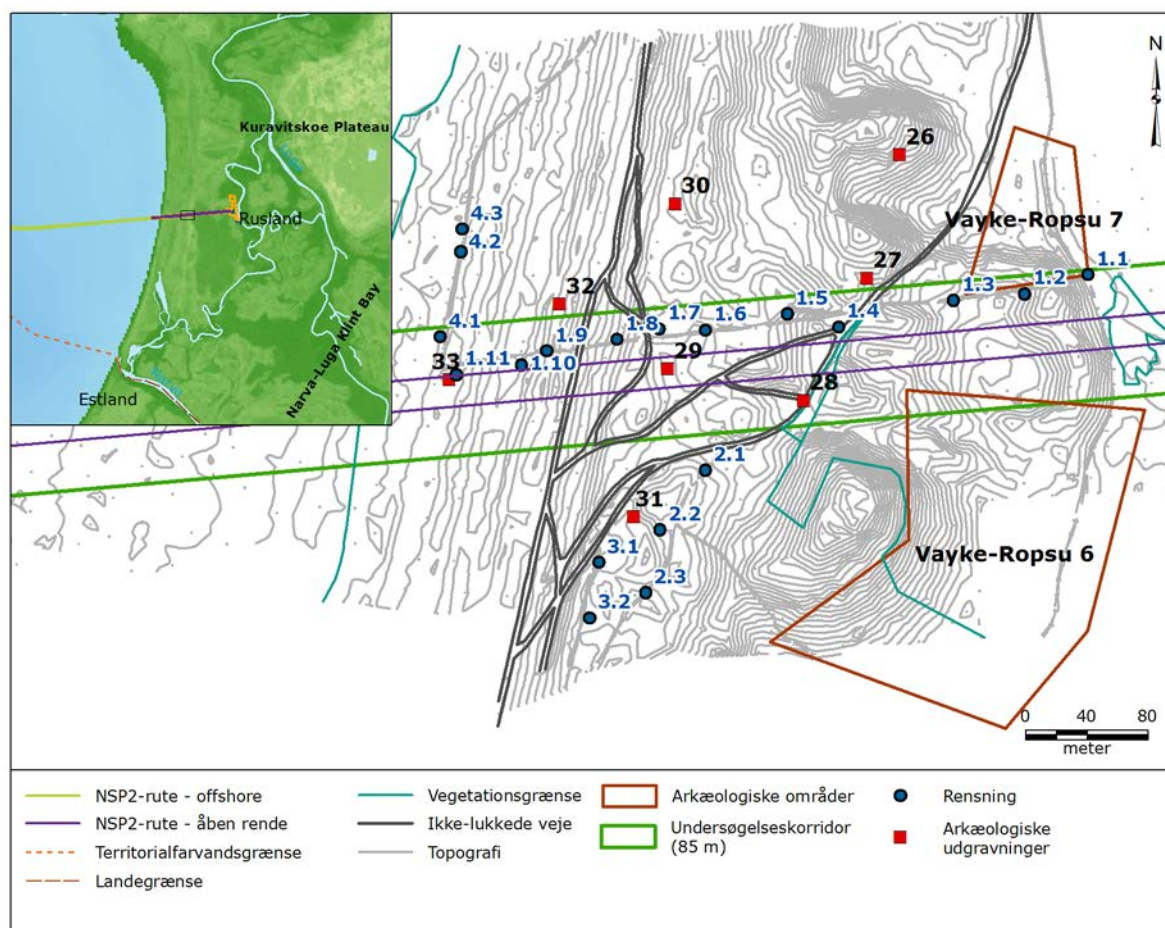 Kuravitskoe Plateau
Luga
Rusland
Narva-Luga Klint Bay
Estland
N
26
30
Vayke-Ropsu 7
4.3
4.2
27
1.1
1.2
1.3
32
1.5
1.4
1.7
1.6
4.1
1.8
1.9
33
1.11
1.10
29
28
2.1
31
2.2
3.1
Vayke-Ropsu 6
2.3
3.2
0 40 80
meter
NSP2-rute - offshore
NSP2-rute - åben rende
Territorialfarvandsgrænse
Landegrænse
Vegetationsgrænse
Ikke-lukkede veje
Topografi
Arkæologiske områder
Undersøgelseskorridor
(85 m)
Rensning
Arkæologiske
udgravninger